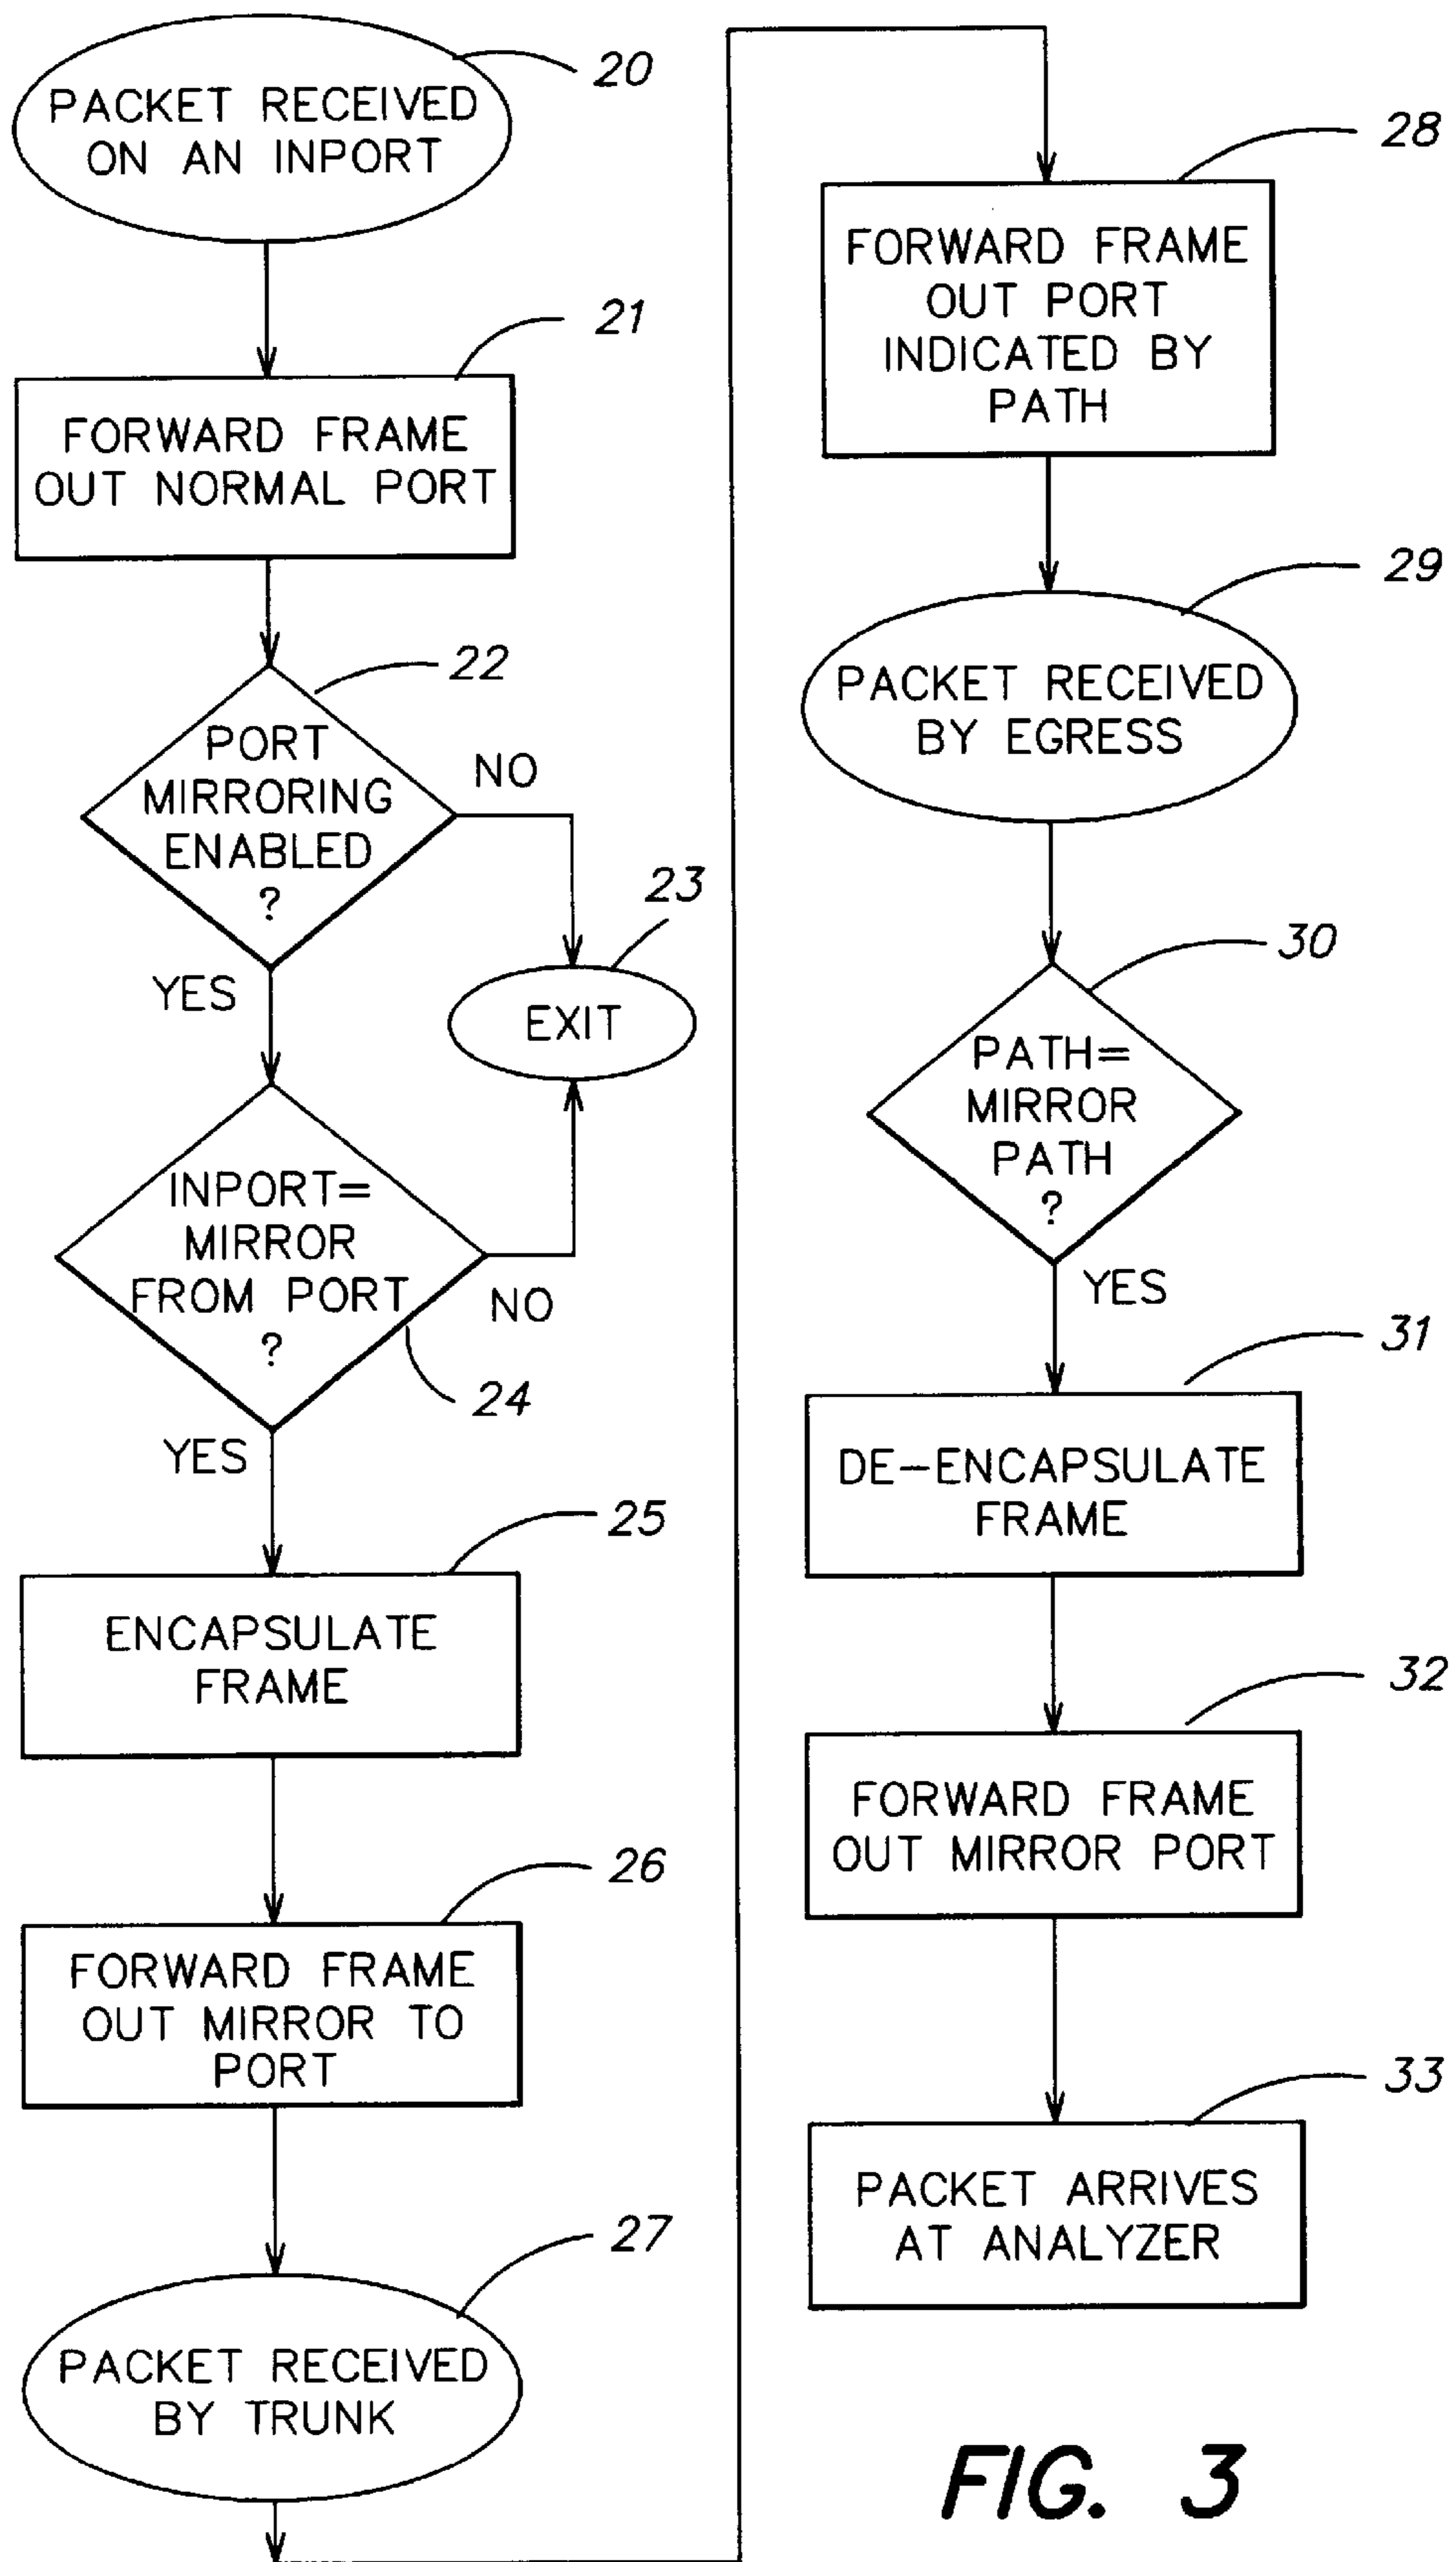 20
PACKET RECEIVED
ON AN INPORT
21
FORWARD FRAME
OUT NORMAL PORT
22
PORT
MIRRORING
ENABLED
?
NO
YES
23
EXIT
INPORT=
MIRROR
FROM PORT
?
NO
24
YES
25
ENCAPSULATE
FRAME
26
FORWARD FRAME
OUT MIRROR TO
PORT
27
PACKET RECEIVED
BY TRUNK
28
FORWARD FRAME
OUT PORT
INDICATED BY
PATH
29
PACKET RECEIVED
BY EGRESS
30
PATH=
MIRROR
PATH
?
YES
31
DE-ENCAPSULATE
FRAME
32
FORWARD FRAME
OUT MIRROR PORT
33
PACKET ARRIVES
AT ANALYZER
FIG. 3